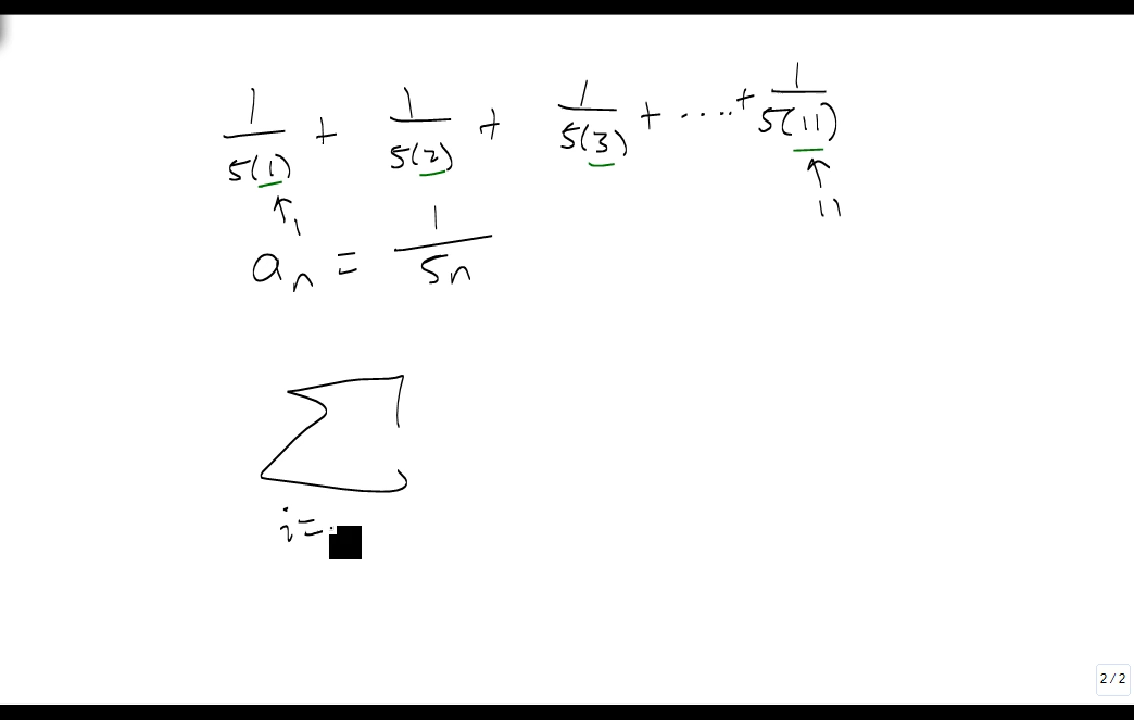 1/5(1) + 1/5(2) + 1/5(3) + ..... + 1/5(11)
↑1 ↑11
aₙ = 1/5n
Σ
i=
2/2